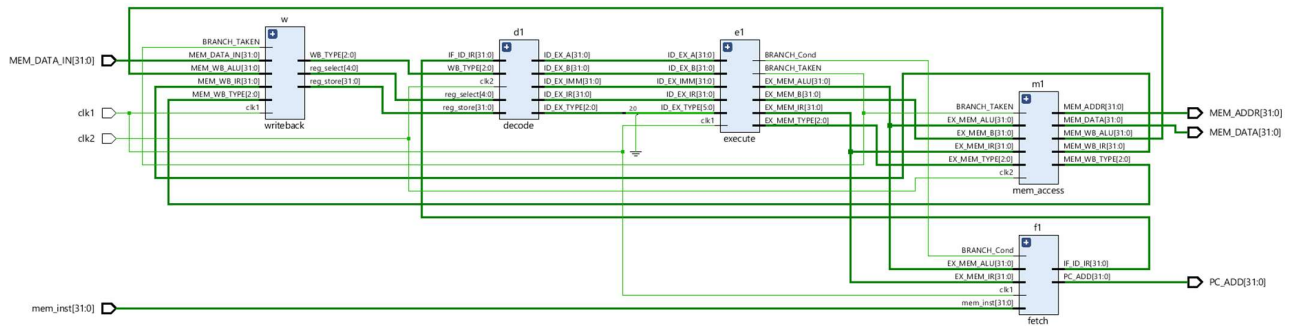 MEM_DATA_IN[31:0]
clk1
clk2
mem_inst[31:0]
w
BRANCH_TAKEN
MEM_DATA_IN[31:0]
MEM_WB_ALU[31:0]
MEM_WB_IR[31:0]
MEM_WB_TYPE[2:0]
clk1
WB_TYPE[2:0]
reg_select[4:0]
reg_store[31:0]
writeback
d1
IF_ID_IR[31:0]
WB_TYPE[2:0]
clk2
reg_select[4:0]
reg_store[31:0]
ID_EX_A[31:0]
ID_EX_B[31:0]
ID_EX_IMM[31:0]
ID_EX_IR[31:0]
ID_EX_TYPE[2:0]
decode
2:0
e1
ID_EX_A[31:0]
ID_EX_B[31:0]
ID_EX_IMM[31:0]
ID_EX_IR[31:0]
ID_EX_TYPE[5:0]
clk1
BRANCH_Cond
BRANCH_TAKEN
EX_MEM_ALU[31:0]
EX_MEM_B[31:0]
EX_MEM_IR[31:0]
EX_MEM_TYPE[2:0]
execute
m1
BRANCH_TAKEN
EX_MEM_ALU[31:0]
EX_MEM_B[31:0]
EX_MEM_IR[31:0]
EX_MEM_TYPE[2:0]
clk2
MEM_ADDR[31:0]
MEM_DATA[31:0]
MEM_WB_ALU[31:0]
MEM_WB_IR[31:0]
MEM_WB_TYPE[2:0]
mem_access
MEM_ADDR[31:0]
MEM_DATA[31:0]
f1
BRANCH_Cond
EX_MEM_ALU[31:0]
EX_MEM_IR[31:0]
clk1
mem_inst[31:0]
IF_ID_IR[31:0]
PC_ADD[31:0]
fetch
PC_ADD[31:0]